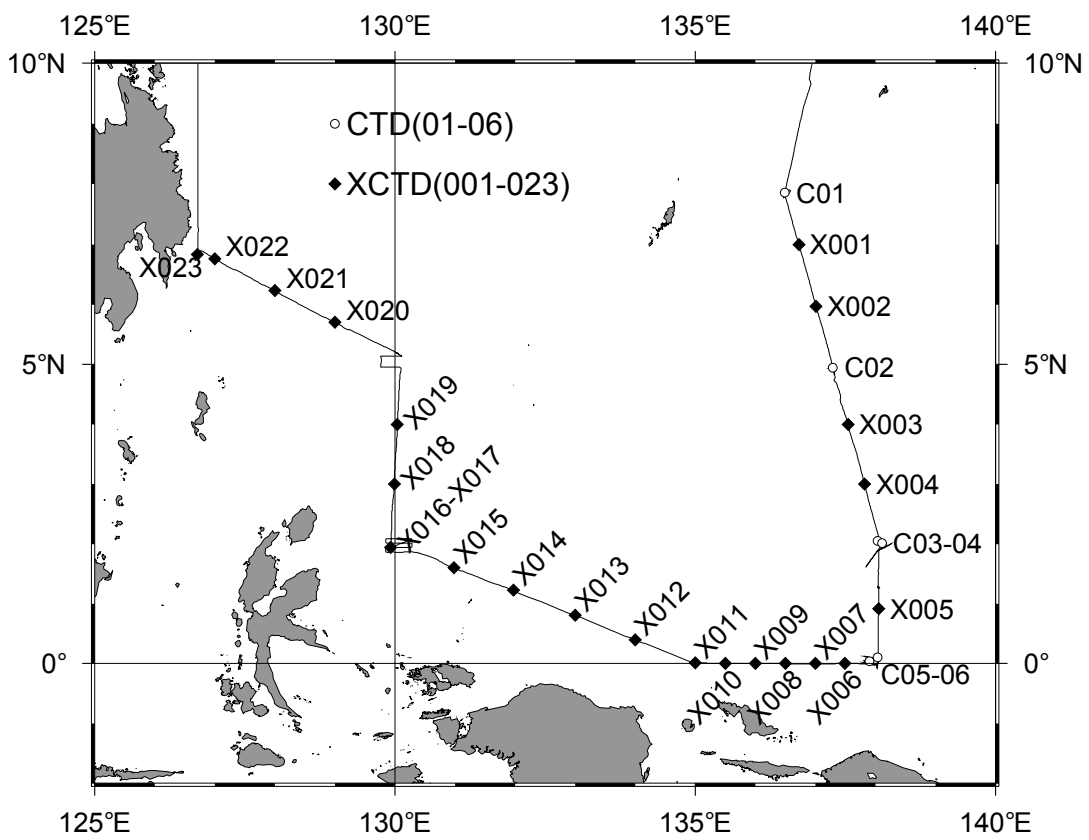 125°E 130°E 135°E 140°E
10°N 10°N
CTD(01-06)
XCTD(001-023)
C01
X001
X022
X023
X021
X002
X020
5°N C02 5°N
X019
X003
X018
X004
X016-X017
X015
C03-04
X014
X013
X012
X005
X011
X009
X007
0° 0°
C05-06
X010
X008
X006
125°E 130°E 135°E 140°E